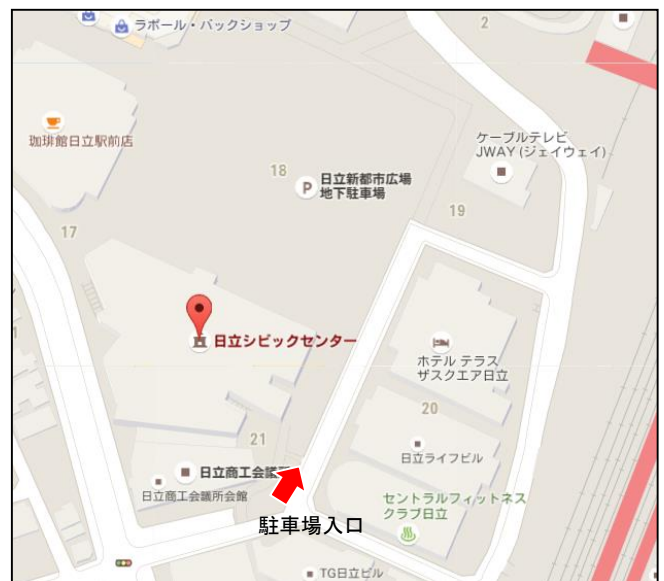 ラポール・バックショップ
2
珈琲館日立駅前店
ケーブルテレビ
JWAY (ジェイウェイ)
18
P
日立新都市広場
地下駐車場
19
17
日立シビックセンター
ホテル テラス
ザスクエア日立
20
21
日立ライフビル
日立商工会議所
日立商工会議所会館
セントラルフィットネス
クラブ日立
駐車場入口
TG日立ビル